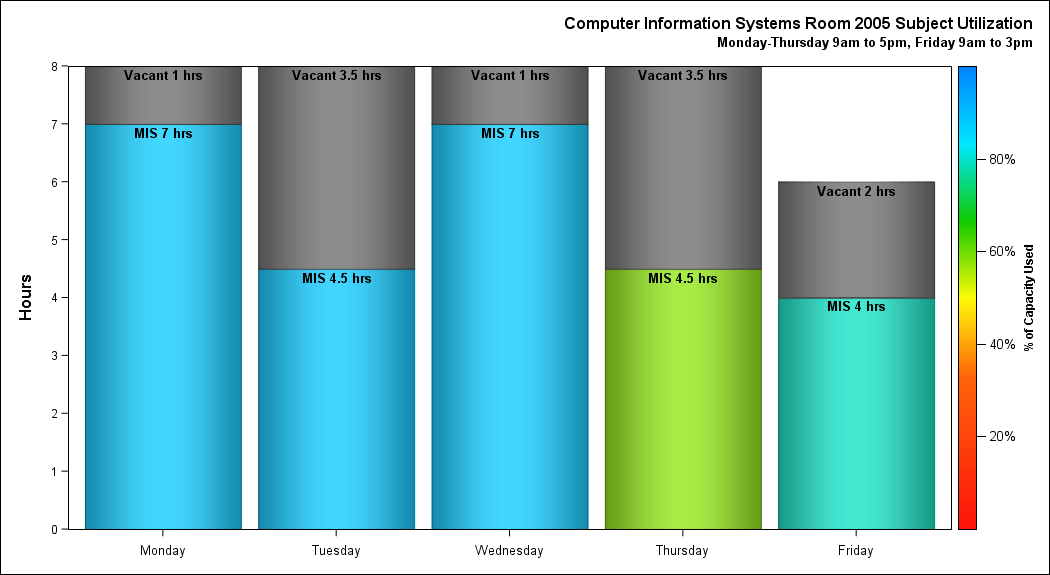 Computer Information Systems Room 2005 Subject Utilization
Monday-Thursday 9am to 5pm, Friday 9am to 3pm
Hours
8
7
6
5
4
3
2
1
0
Vacant 1 hrs
MIS 7 hrs
Vacant 3.5 hrs
MIS 4.5 hrs
Vacant 1 hrs
MIS 7 hrs
Vacant 3.5 hrs
MIS 4.5 hrs
Vacant 2 hrs
MIS 4 hrs
Monday
Tuesday
Wednesday
Thursday
Friday
80%
60%
40%
20%
% of Capacity Used